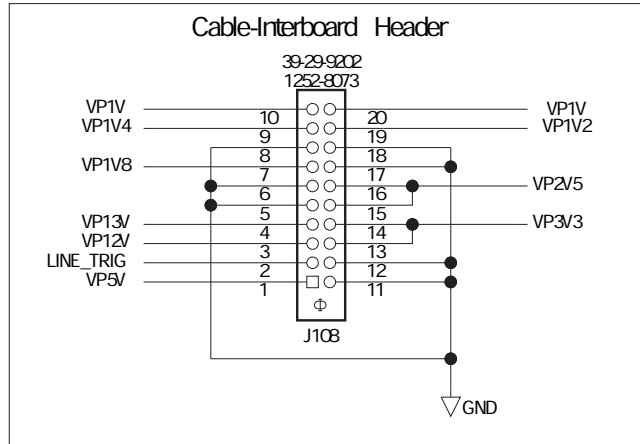 Cable-Interboard Header
39-29-9202
1252-8073
VP1V VP1V
10 20
VP1V4 VP1V2
9 19
8 18
VP1V8
7 17
VP2V5
6 16
5 15
VP13V VP3V3
4 14
VP12V
3 13
LINE_TRIG
2 12
VP5V
1 11
Φ
J108
GND